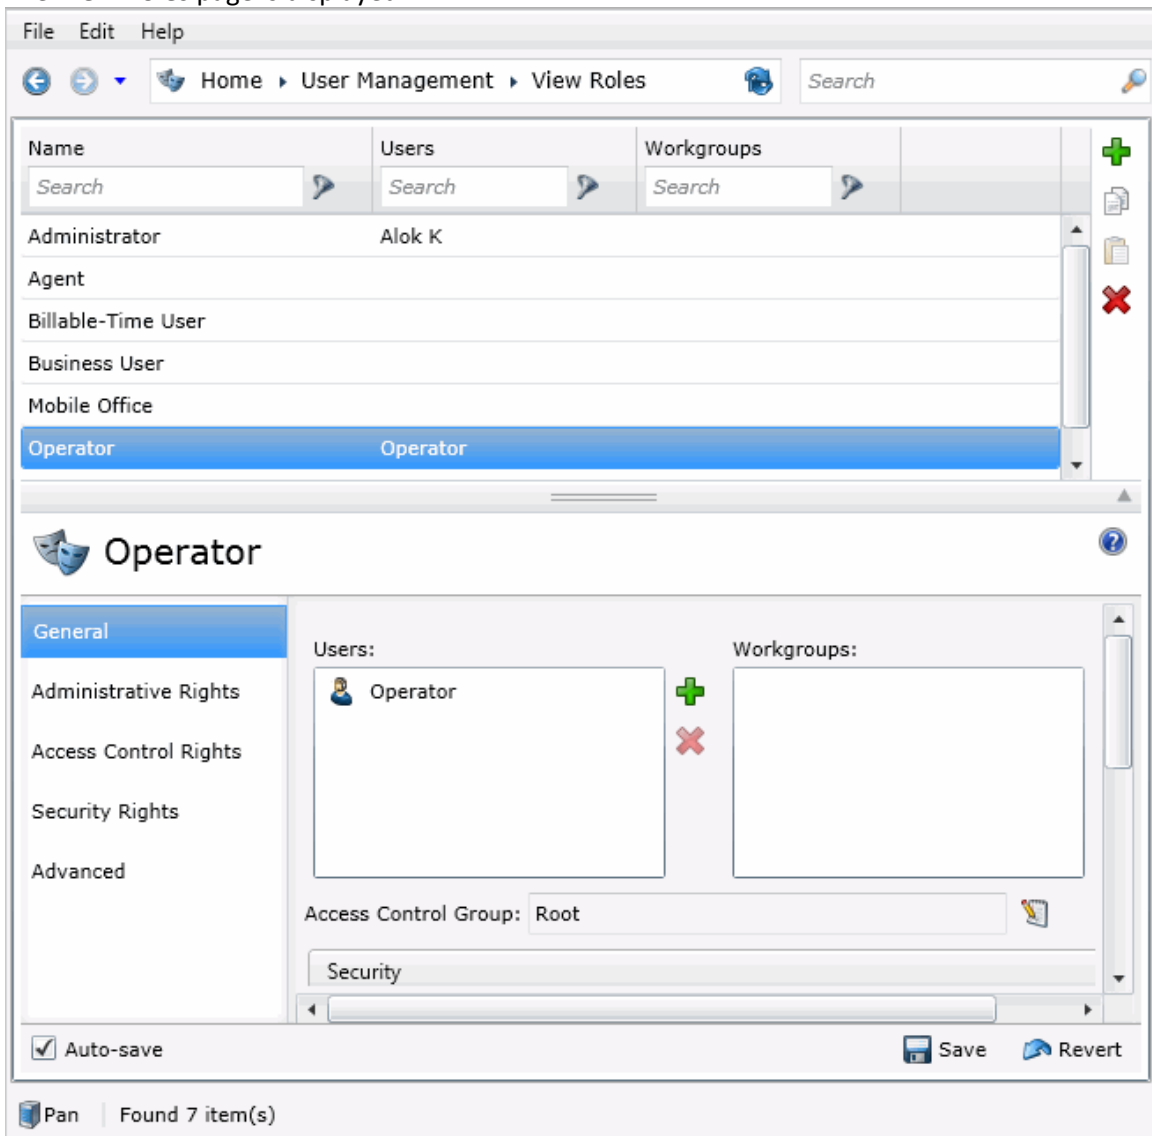 File Edit Help
Home User Management View Roles Search
Name Users Workgroups
Search Search Search
Administrator Alok K
Agent
Billable-Time User
Business User
Mobile Office
Operator Operator
Operator
General
Users: Workgroups:
Administrative Rights Operator
Access Control Rights
Security Rights
Advanced
Access Control Group: Root
Security
Auto-save Save Revert
Pan Found 7 item(s)